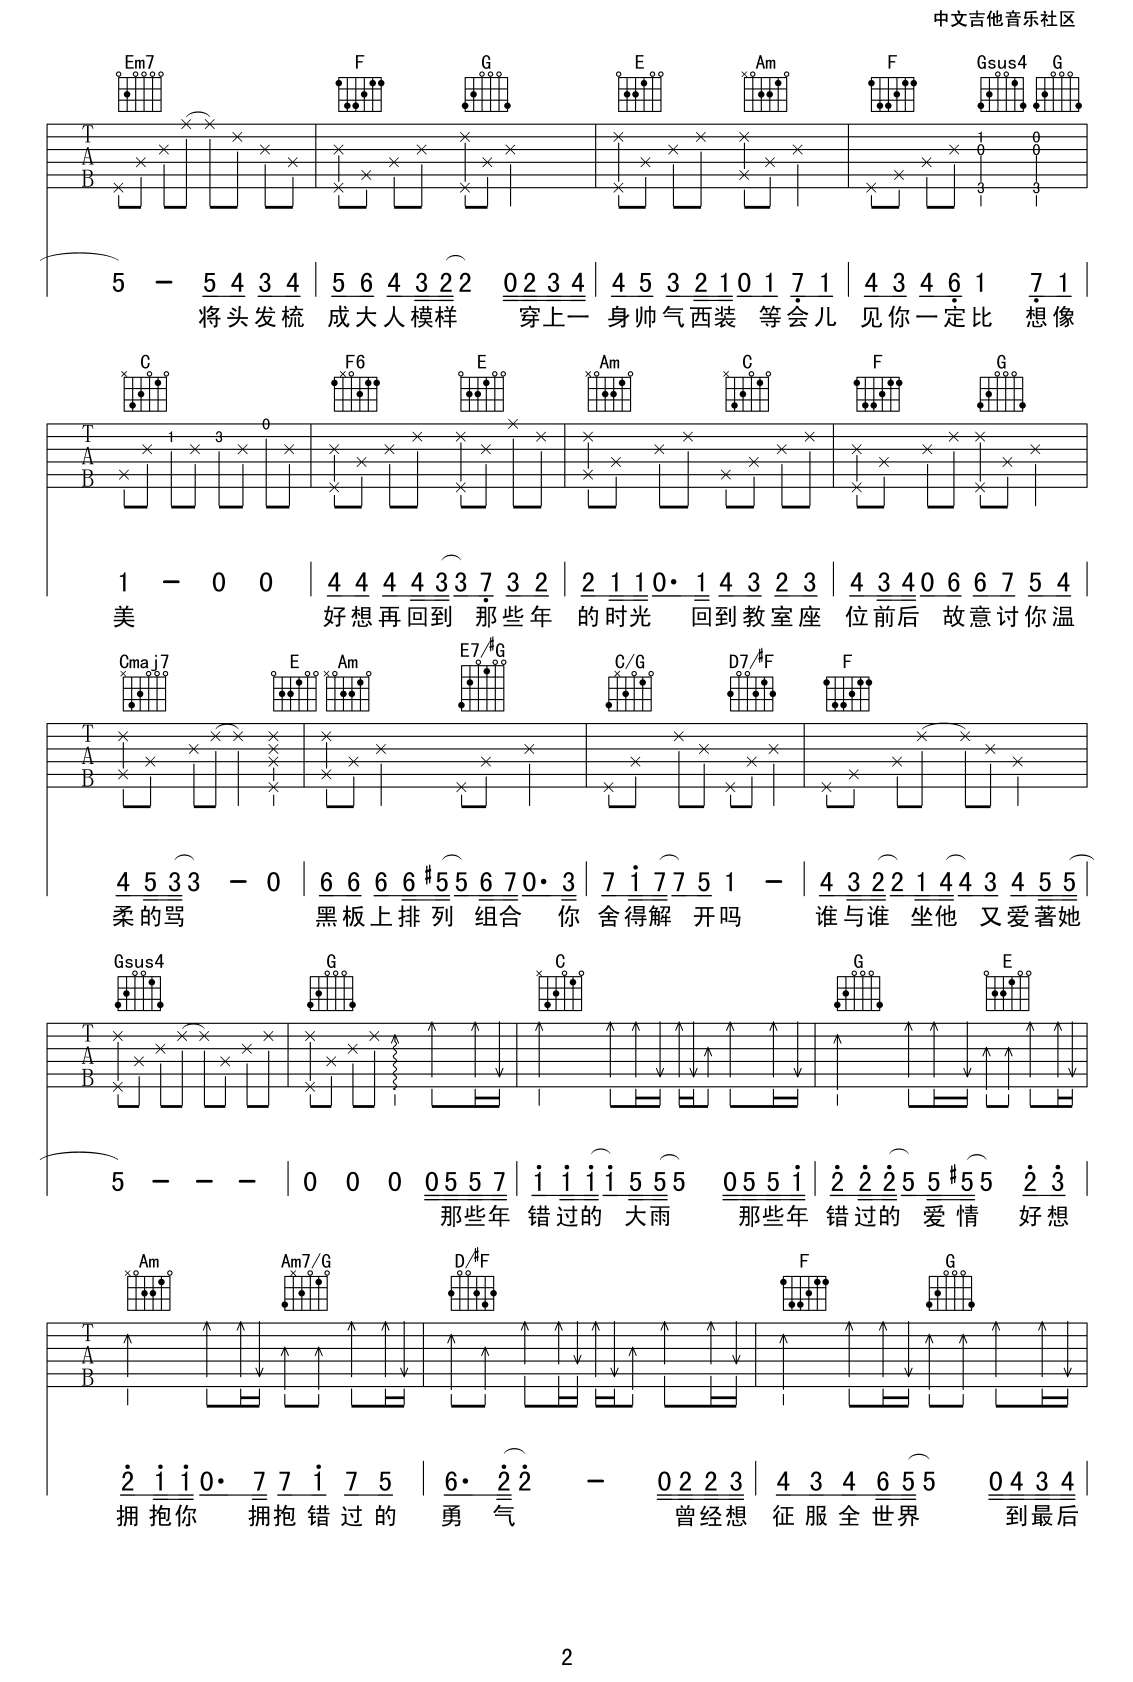 中文吉他音乐社区
Em7 F G E Am F Gsus4 G
T
A
B
1 0
0 0
3 3
5 — 5 4 3 4 5 6 4 3 2 2 0 2 3 4 4 5 3 2 1 0 1 7 1 4 3 4 6 1 7 1
将头发梳 成大人模样 穿上一 身帅气西装 等会儿 见你一定比 想像
C F6 E Am C F G
T
A
B
1 3 0
1 — 0 0 4 4 4 4 3 3 7 3 2 2 1 1 0· 1 4 3 2 3 4 3 4 0 6 6 7 5 4
美 好想再回到 那些年 的时光 回到教室座 位前后 故意讨你温
Cmaj7 E Am E7/#G C/G D7/#F F
T
A
B
4 5 3 3 — 0 6 6 6 6 #5 5 6 7 0· 3 7 1 7 7 5 1 — 4 3 2 2 1 4 4 3 4 5 5
柔的骂 黑板上排列 组合 你 舍得解 开吗 谁与谁 坐他 又爱著她
Gsus4 G C G E
T
A
B
5 — — — 0 0 0 0 5 5 7 1 1 1 1 5 5 5 0 5 5 1 2 2 2 5 5 #5 5 2 3
那些年 错过的 大雨 那些年 错过的 爱情 好想
Am Am7/G D/#F F G
T
A
B
2 1 1 0· 7 7 1 7 5 6· 2 2 — 0 2 2 3 4 3 4 6 5 5 0 4 3 4
拥抱你 拥抱错过的 勇气 曾经想 征服全世界 到最后
2